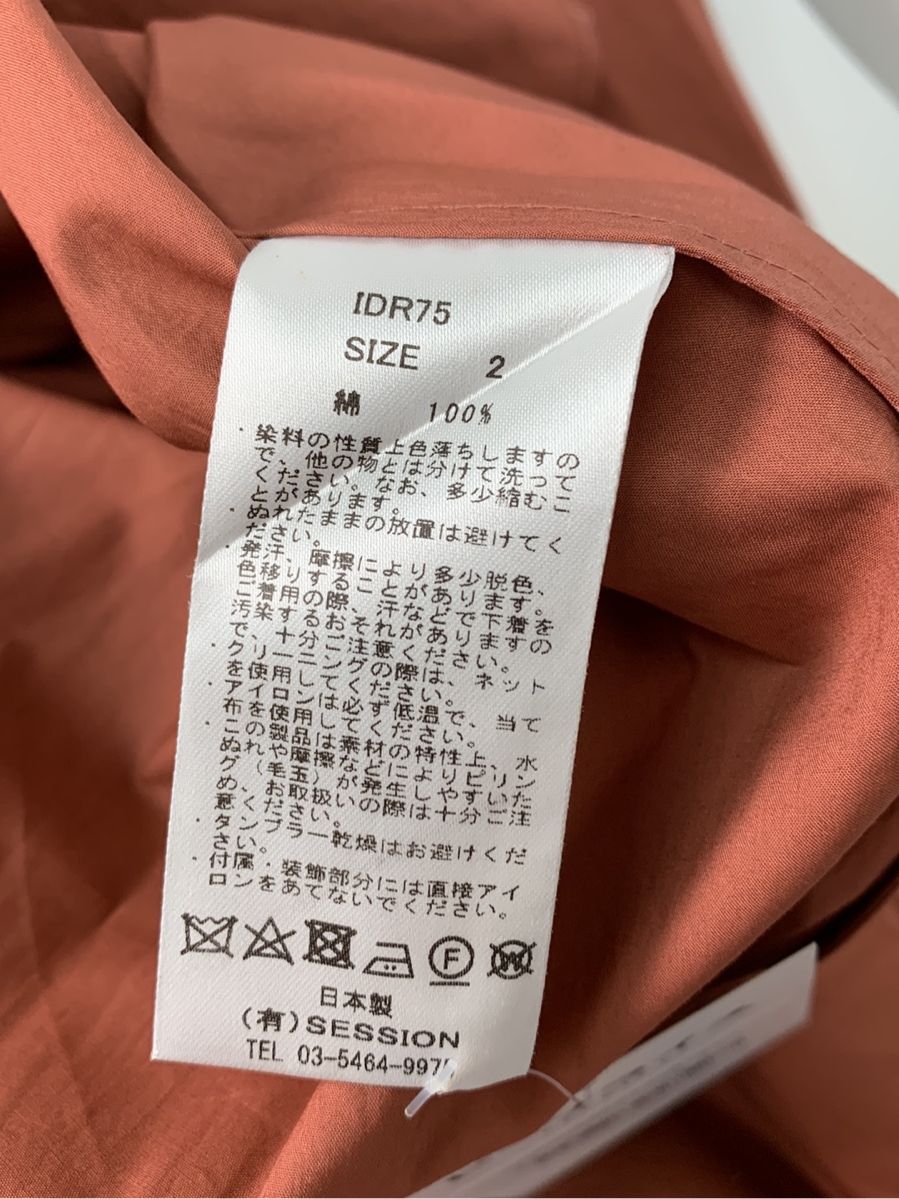 IDR75
SIZE 2
綿 100%
・染料の性質上色落ちしますの
で、他の物とは分けて洗って
ください。なお、多少縮むこ
とがあります。
・ぬれたままの放置は避けてく
ださい。
・発汗、摩擦により多少脱色、
色移りすることがあります。
ご着用の際、汗などで下着を
汚染するおそれがありますの
で、十分ご注意ください。
・クリーニングの際は、ネット
を使用してください。
・アイロンは必ず低温で、当て
布を使用してください。
・この製品は素材の特性上、水
ぬれや摩擦などによりピリン
グ(毛玉)が発生しやすいた
め、お取扱いの際は十分ご注
意ください。
・タンブラー乾燥はお避けくだ
さい。
・付属・装飾部分には直接アイ
ロンをあてないでください。
F W
日本製
(有)SESSION
TEL 03-5464-997